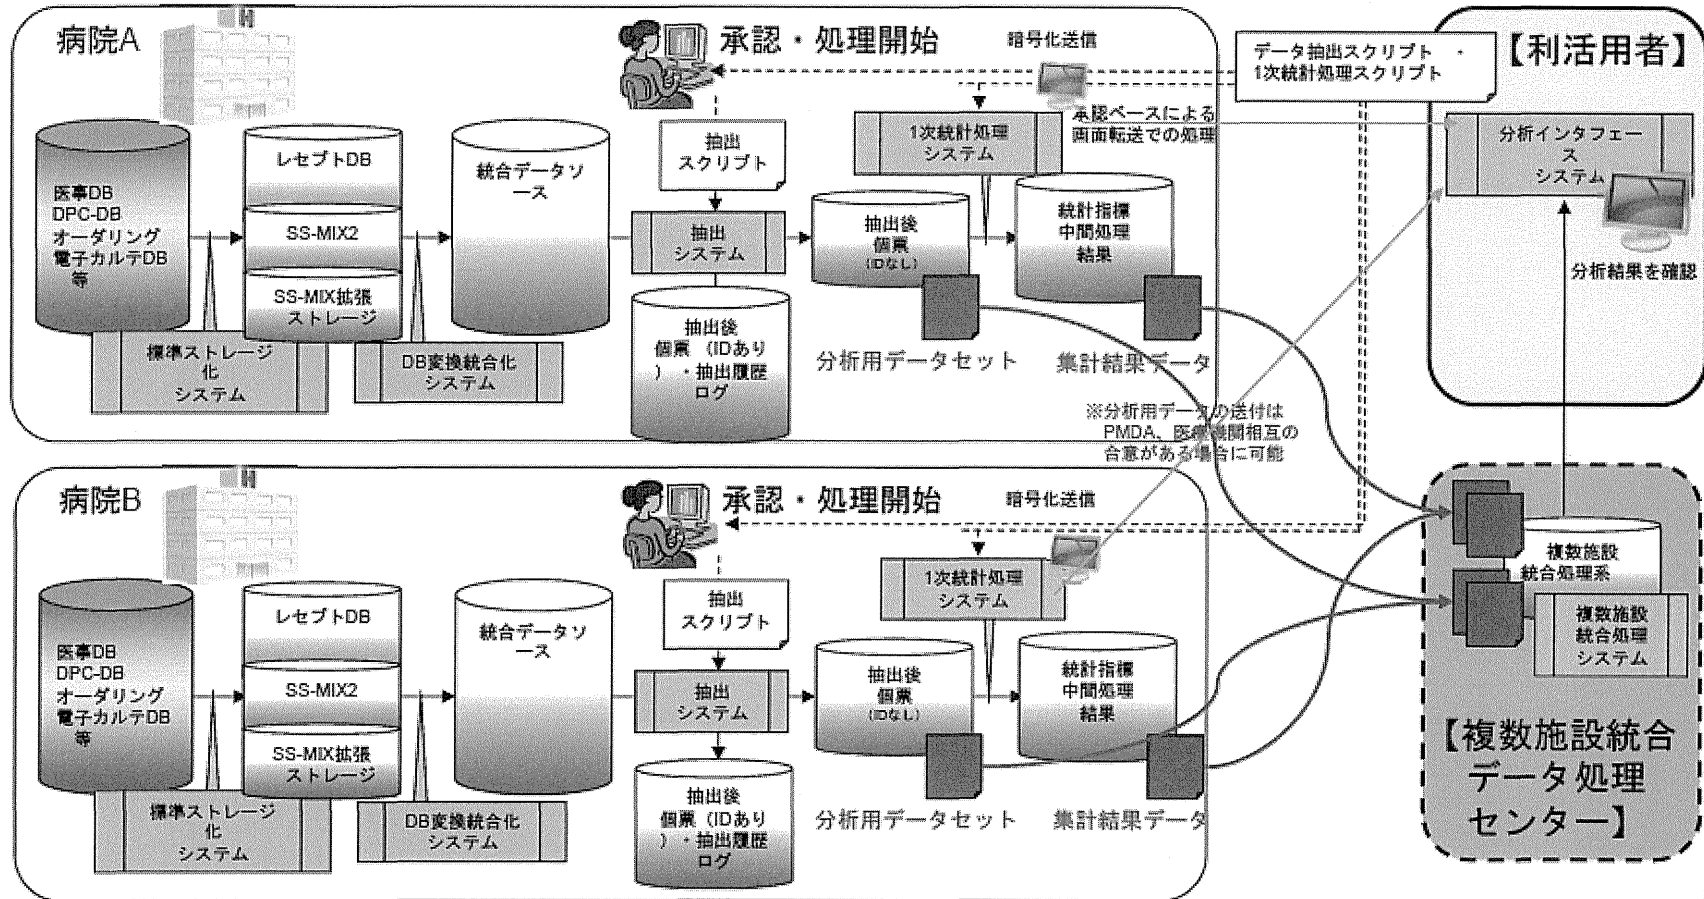 病院A
承認・処理開始
暗号化送信
データ抽出スクリプト ・
1次統計処理スクリプト
【利活用者】
医事DB
DPC-DB
オーダリング
電子カルテDB
等
レセプトDB
SS-MIX2
SS-MIX拡張
ストレージ
統合データソ
ース
抽出
スクリプト
抽出
システム
1次統計処理
システム
承認ベースによる
画面転送での処理
抽出後
個票
(IDなし)
統計指標
中間処理
結果
分析インタフェー
ス
システム
分析結果を確認
標準ストレージ
化
システム
DB変換統合化
システム
抽出後
個票 (IDあり
) ・抽出履歴
ログ
分析用データセット
集計結果データ
※分析用データの送付は
PMDA、医療機関相互の
合意がある場合に可能
病院B
承認・処理開始
暗号化送信
医事DB
DPC-DB
オーダリング
電子カルテDB
等
レセプトDB
SS-MIX2
SS-MIX拡張
ストレージ
統合データソ
ース
抽出
スクリプト
抽出
システム
1次統計処理
システム
抽出後
個票
(IDなし)
統計指標
中間処理
結果
標準ストレージ
化
システム
DB変換統合化
システム
抽出後
個票 (IDあり
) ・抽出履歴
ログ
分析用データセット
集計結果データ
複数施設
統合処理系
複数施設
統合処理
システム
【複数施設統合
データ処理
センター】